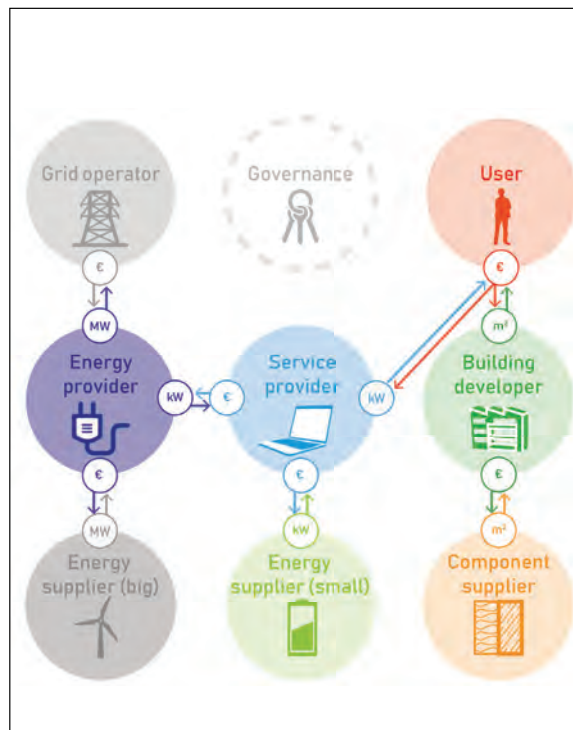 Grid operator
Governance
User
€
€
MW
m²
Energy
provider
Service
provider
Building
developer
kW
€
kW
€
€
€
MW
kW
m²
Energy
supplier (big)
Energy
supplier (small)
Component
supplier